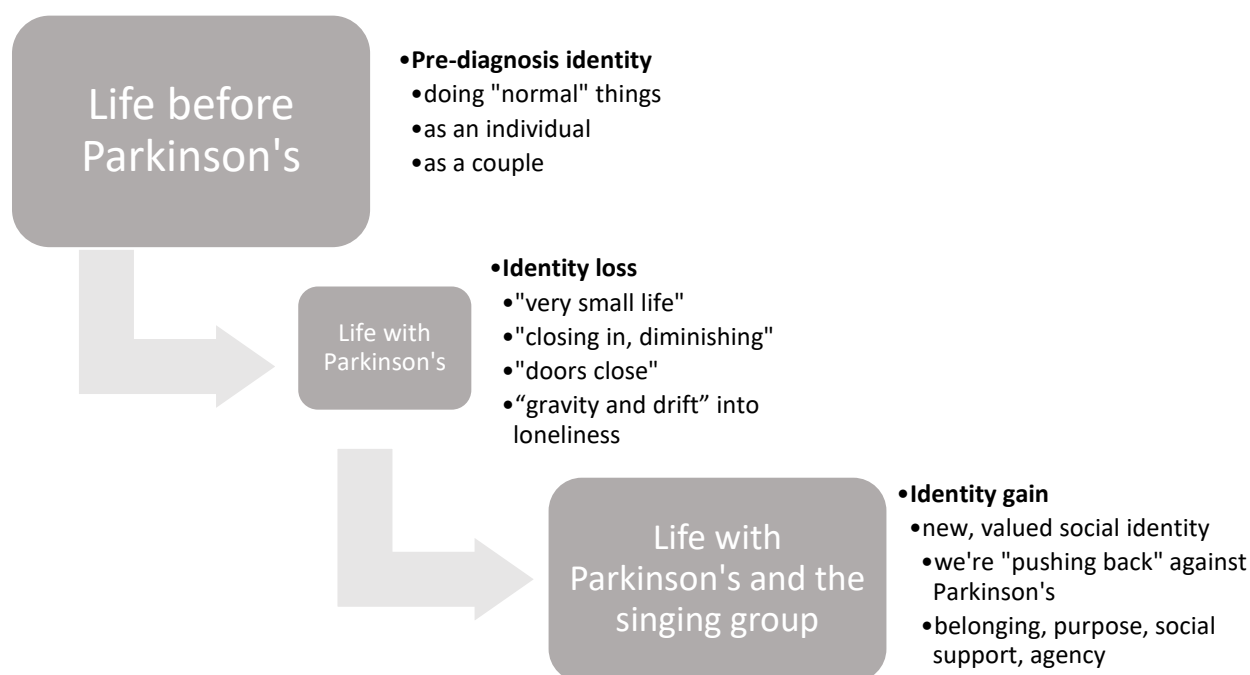 Life before
Parkinson's
•Pre-diagnosis identity
•doing "normal" things
•as an individual
•as a couple
Life with
Parkinson's
•Identity loss
•"very small life"
•"closing in, diminishing"
•"doors close"
•“gravity and drift” into
loneliness
Life with
Parkinson's and the
singing group
•Identity gain
•new, valued social identity
•we're "pushing back" against
Parkinson's
•belonging, purpose, social
support, agency